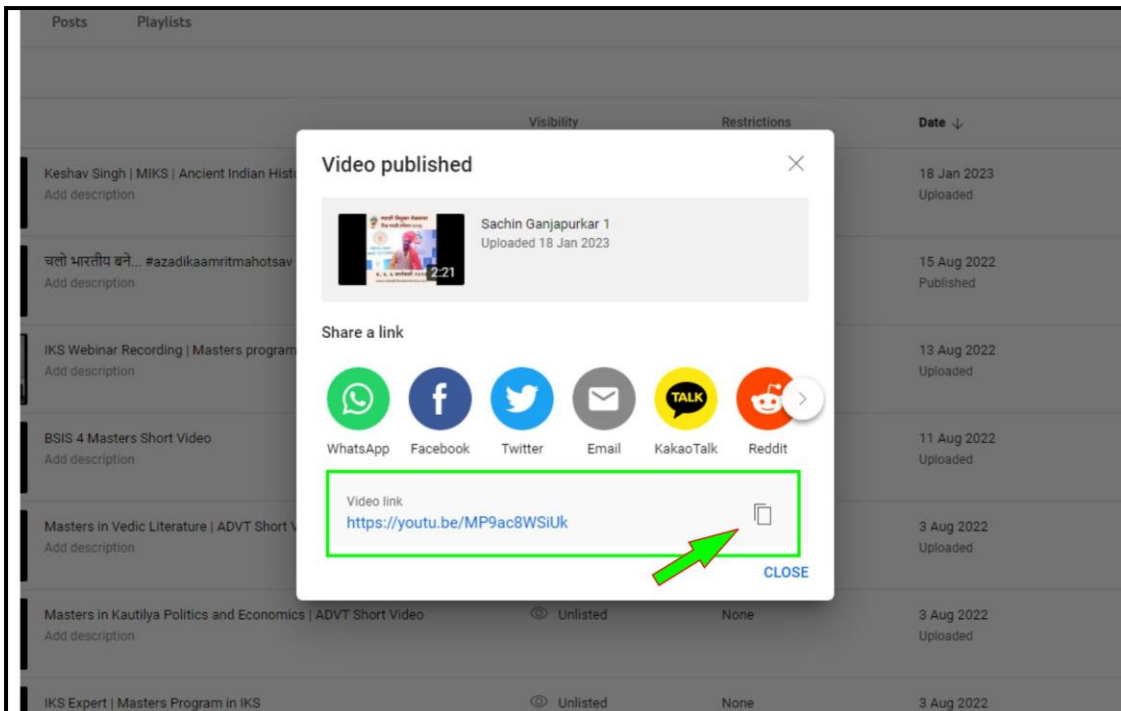 Posts Playlists
Visibility Restrictions Date ↓
Keshav Singh | MIKS | Ancient Indian Hist
Add description
18 Jan 2023
Uploaded
चलो भारतीय बने... #azadikaamritmahotsav
Add description
15 Aug 2022
Published
IKS Webinar Recording | Masters program
Add description
13 Aug 2022
Uploaded
BSIS 4 Masters Short Video
Add description
11 Aug 2022
Uploaded
Masters in Vedic Literature | ADVT Short V
Add description
3 Aug 2022
Uploaded
Masters in Kautilya Politics and Economics | ADVT Short Video
Add description
Unlisted None 3 Aug 2022
Uploaded
IKS Expert | Masters Program in IKS Unlisted None 3 Aug 2022
Video published
2:21
Sachin Ganjapurkar 1
Uploaded 18 Jan 2023
Share a link
TALK
WhatsApp Facebook Twitter Email KakaoTalk Reddit
Video link
https://youtu.be/MP9ac8WSiUk
CLOSE